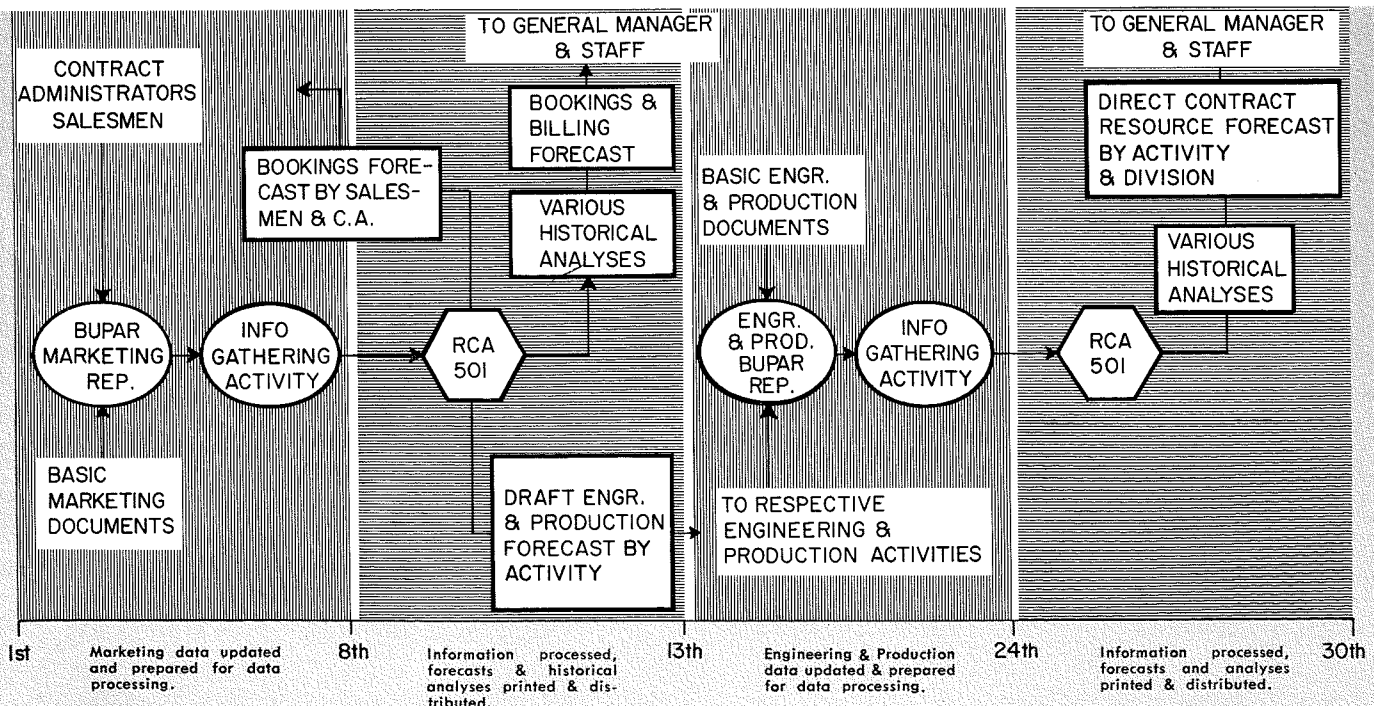 CONTRACT
ADMINISTRATORS
SALESMEN
BUPAR
MARKETING
REP.
BASIC
MARKETING
DOCUMENTS
INFO
GATHERING
ACTIVITY
BOOKINGS FORE-
CAST BY SALES-
MEN & C.A.
RCA
501
TO GENERAL MANAGER
& STAFF
BOOKINGS &
BILLING
FORECAST
VARIOUS
HISTORICAL
ANALYSES
DRAFT ENGR.
& PRODUCTION
FORECAST BY
ACTIVITY
BASIC ENGR.
& PRODUCTION
DOCUMENTS
ENGR.
& PROD.
BUPAR
REP.
TO RESPECTIVE
ENGINEERING &
PRODUCTION ACTIVITIES
INFO
GATHERING
ACTIVITY
RCA
501
TO GENERAL MANAGER
& STAFF
DIRECT CONTRACT
RESOURCE FORECAST
BY ACTIVITY
& DIVISION
VARIOUS
HISTORICAL
ANALYSES
1st
Marketing data updated
and prepared for data
processing.
8th
Information processed,
forecasts & historical
analyses printed & dis-
tributed.
13th
Engineering & Production
data updated & prepared
for data processing.
24th
Information processed,
forecasts and analyses
printed & distributed.
30th